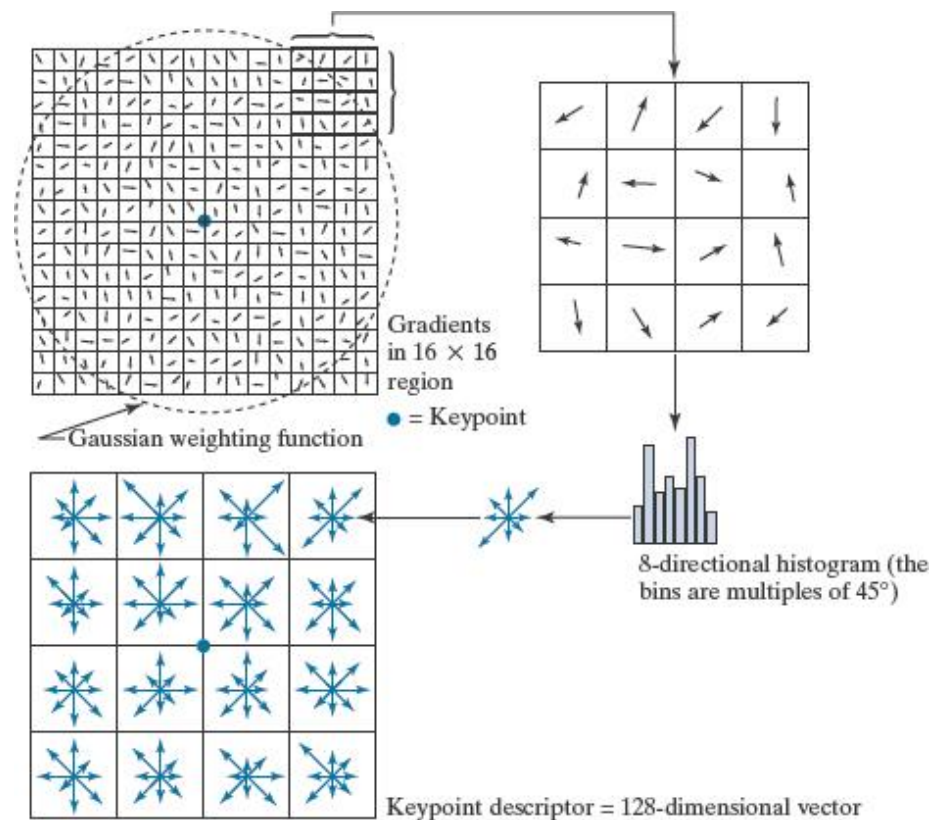 Gradients
in 16 × 16
region
= Keypoint
Gaussian weighting function
8-directional histogram (the
bins are multiples of 45°)
Keypoint descriptor = 128-dimensional vector